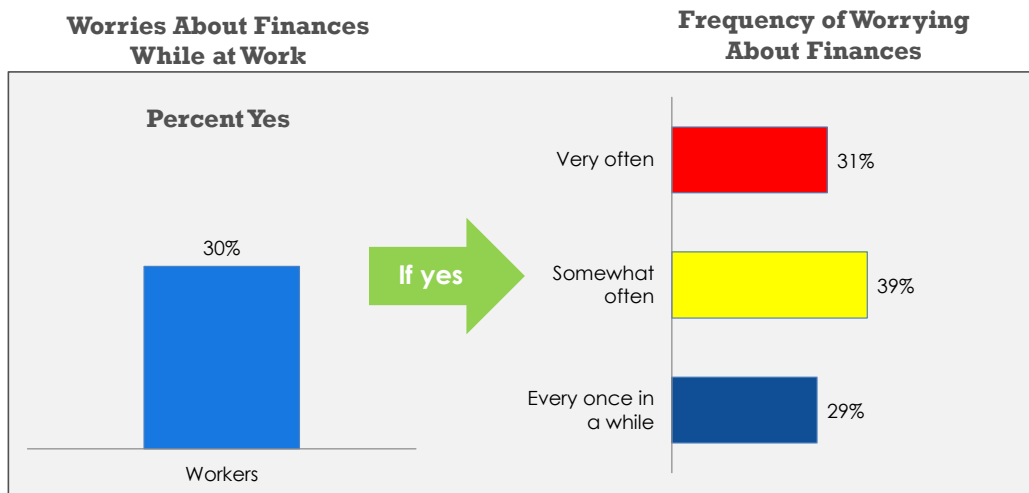 Worries About Finances
While at Work
Frequency of Worrying
About Finances
Percent Yes
30%
Workers
If yes
Very often
31%
Somewhat
often
39%
Every once in
a while
29%